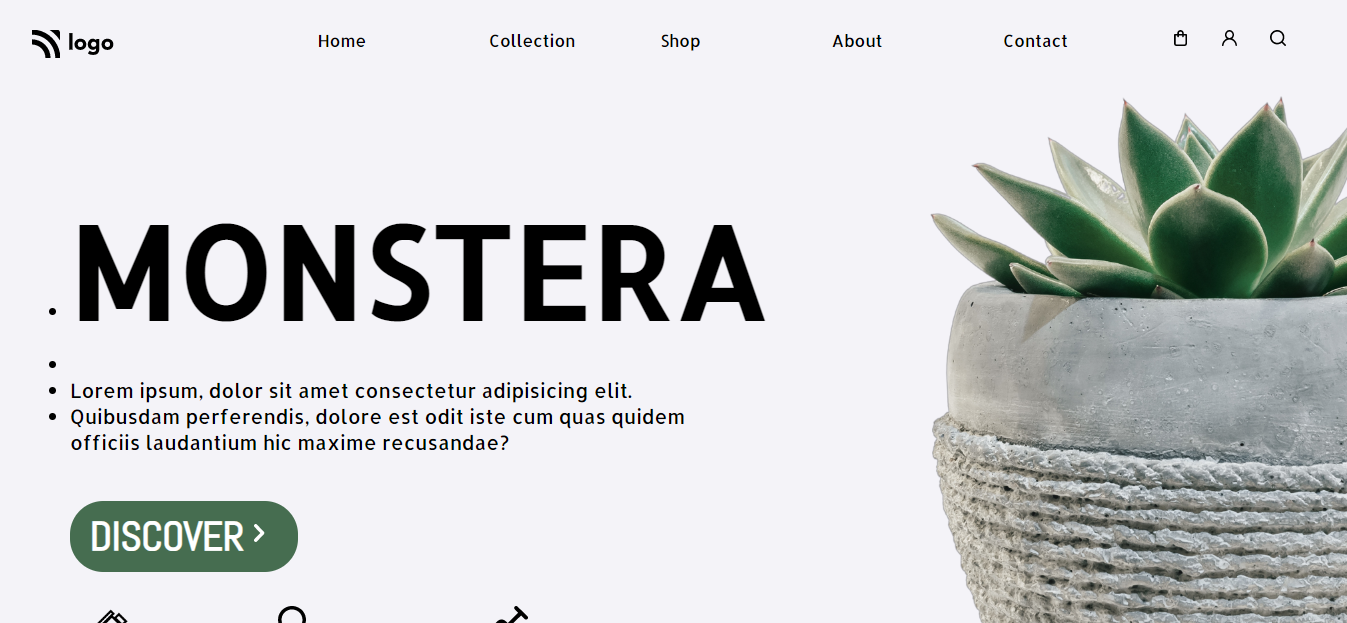 logo
Home
Collection
Shop
About
Contact
MONSTERA
Lorem ipsum, dolor sit amet consectetur adipisicing elit.
Quibusdam perferendis, dolore est odit iste cum quas quidem
officiis laudantium hic maxime recusandae?
DISCOVER